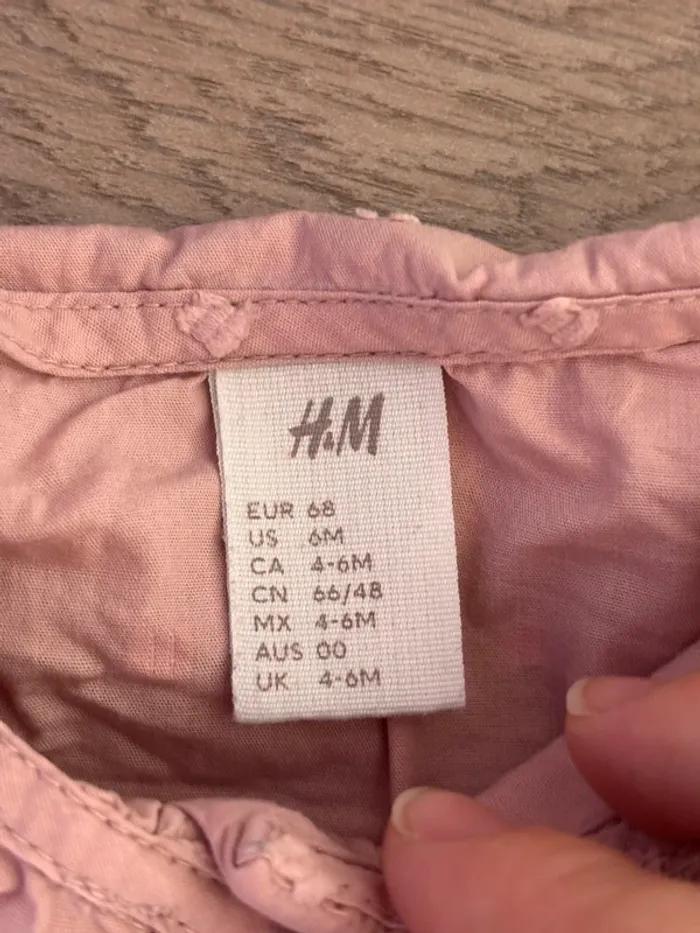 H&M
EUR 68
US 6M
CA 4-6M
CN 66/48
MX 4-6M
AUS 00
UK 4-6M